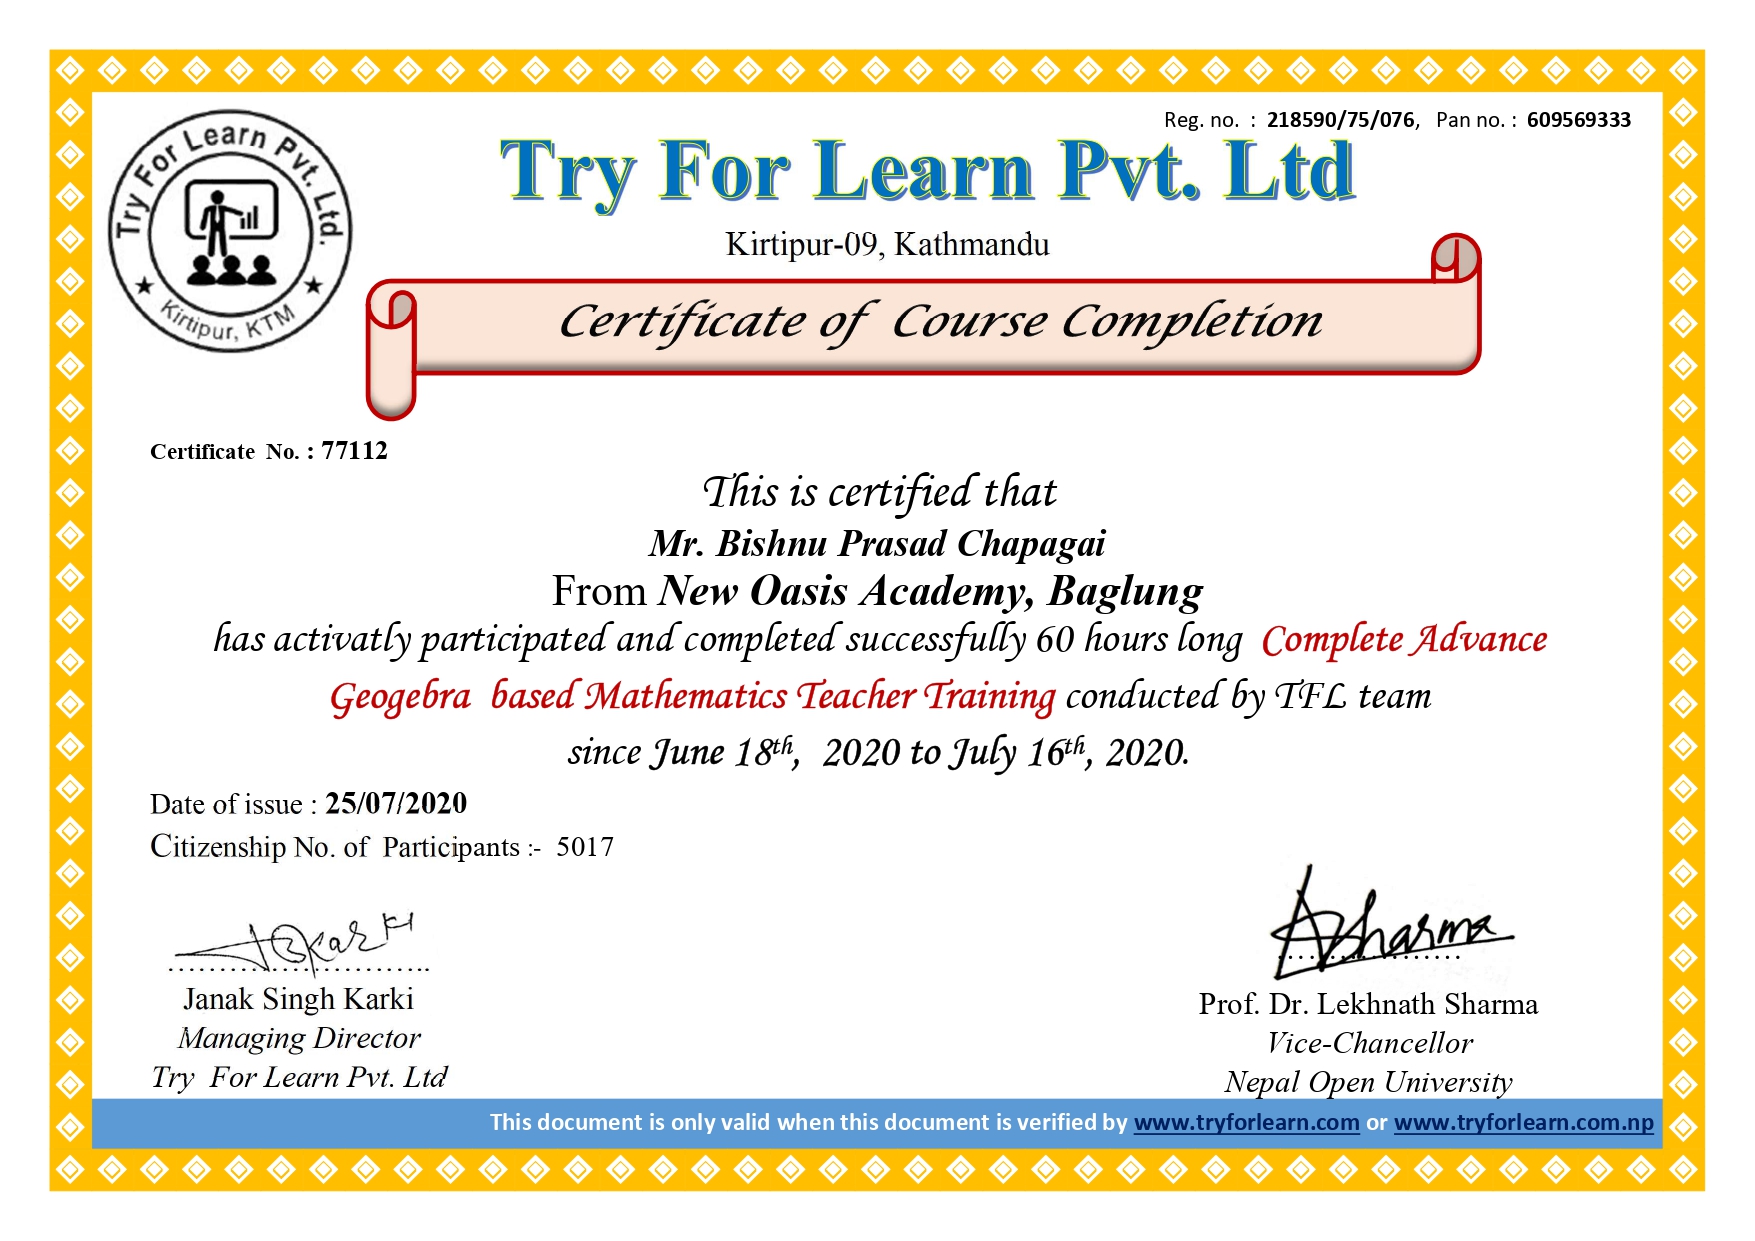 Reg. no. : 218590/75/076, Pan no. : 609569333
Try For Learn Pvt. Ltd.
Kirtipur, KTM
Try For Learn Pvt. Ltd
Kirtipur-09, Kathmandu
Certificate of Course Completion
Certificate No. : 77112
This is certified that
Mr. Bishnu Prasad Chapagai
From New Oasis Academy, Baglung
has activatly participated and completed successfully 60 hours long Complete Advance
Geogebra based Mathematics Teacher Training conducted by TFL team
since June 18th, 2020 to July 16th, 2020.
Date of issue : 25/07/2020
Citizenship No. of Participants :- 5017
JSKarki
Sharma
Janak Singh Karki
Managing Director
Try For Learn Pvt. Ltd
Prof. Dr. Lekhnath Sharma
Vice-Chancellor
Nepal Open University
This document is only valid when this document is verified by www.tryforlearn.com or www.tryforlearn.com.np